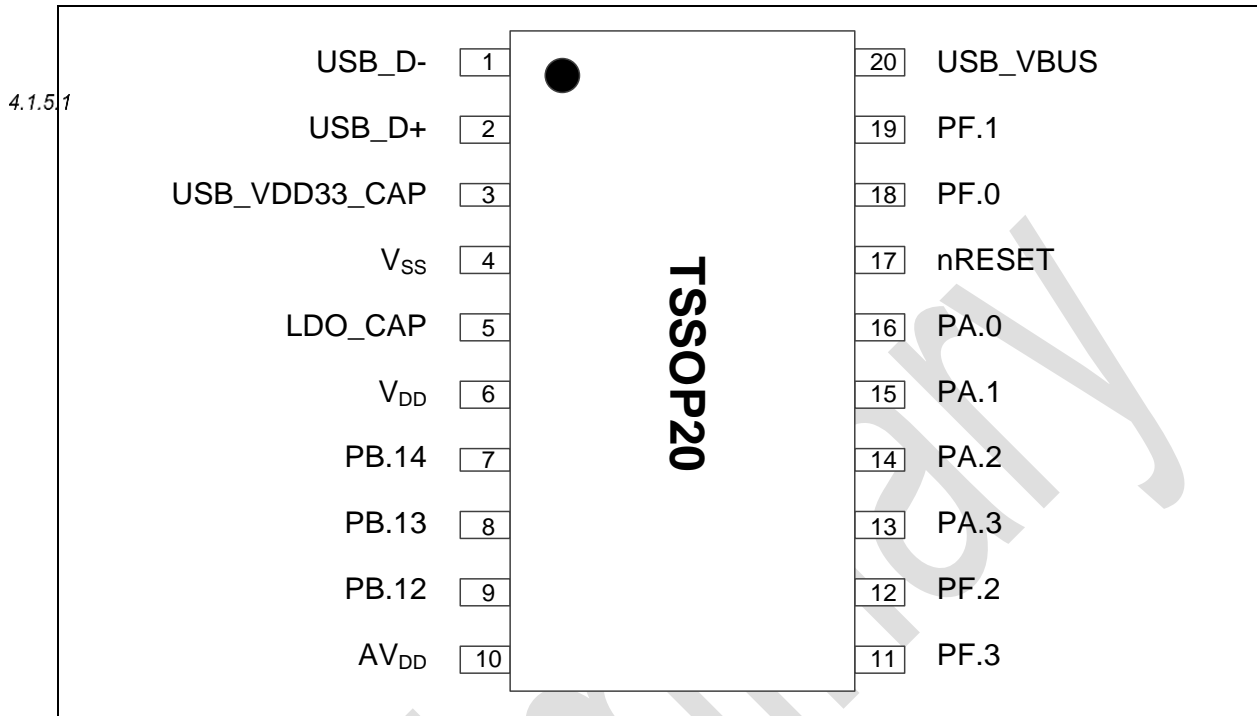 4.1.5.1
USB_D- 1 20 USB_VBUS
USB_D+ 2 19 PF.1
USB_VDD33_CAP 3 18 PF.0
VSS 4 17 nRESET
LDO_CAP 5 16 PA.0
VDD 6 15 PA.1
PB.14 7 14 PA.2
PB.13 8 13 PA.3
PB.12 9 12 PF.2
AVDD 10 11 PF.3
TSSOP20